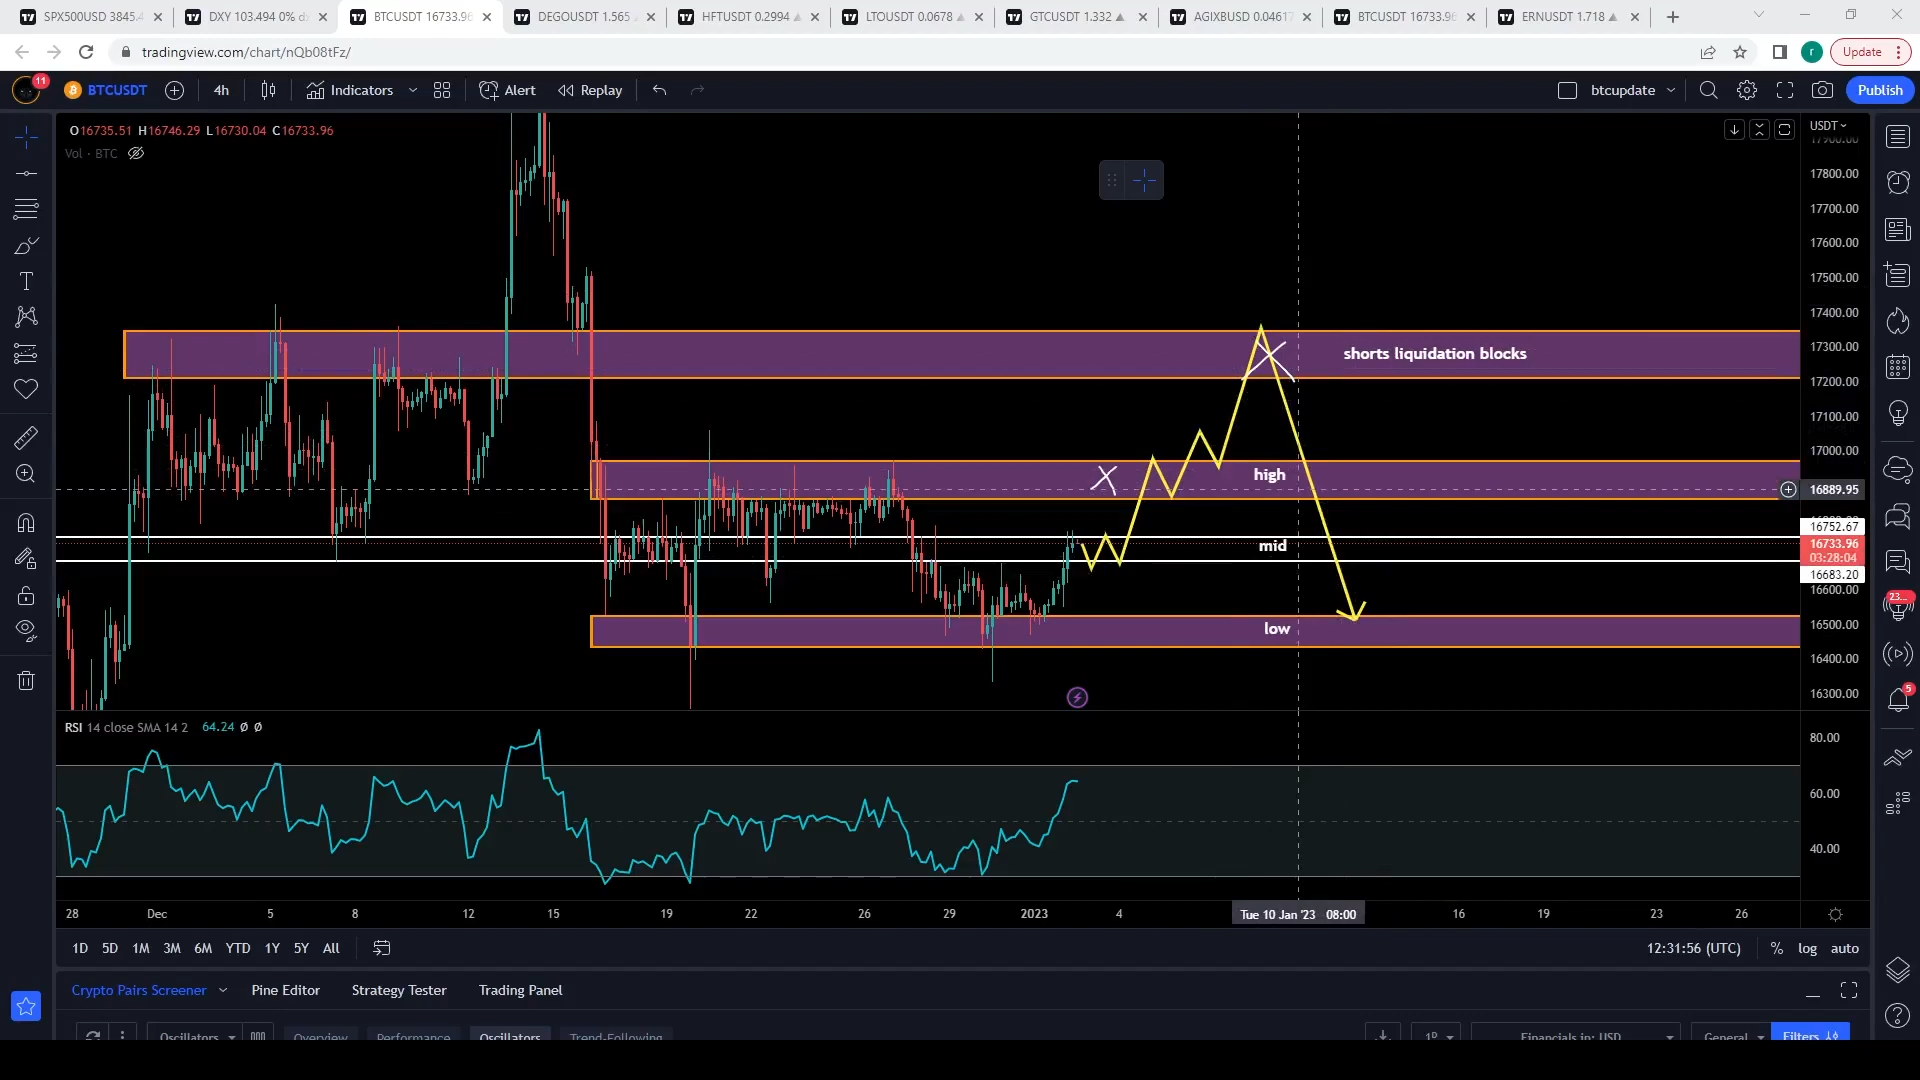 SPX500USD 3845.4
DXY 103.494 0%
BTCUSDT 16733.96
DEGOUSDT 1.565
HFTUSDT 0.2994
LTOUSDT 0.0678
GTCUSDT 1.332
AGIXBUSD 0.04617
BTCUSDT 16733.96
ERNUSDT 1.718
tradingview.com/chart/nQb08tFz/
r
Update
11
BTCUSDT
4h
Indicators
Alert
Replay
btcupdate
Publish
O16735.51 H16746.29 L16730.04 C16733.96
Vol · BTC
USDT
17900.00
17800.00
17700.00
17600.00
17500.00
17400.00
17300.00
17200.00
17100.00
17000.00
16889.95
16752.67
16733.96
03:28:04
16683.20
16600.00
16500.00
16400.00
16300.00
shorts liquidation blocks
high
mid
low
23...
5
RSI 14 close SMA 14 2 64.24 Ø Ø
80.00
60.00
40.00
28 Dec 5 8 12 15 19 22 26 29 2023 4 Tue 10 Jan '23 08:00 16 19 23 26
1D 5D 1M 3M 6M YTD 1Y 5Y All
12:31:56 (UTC) % log auto
Crypto Pairs Screener Pine Editor Strategy Tester Trading Panel
Oscillators Overview Performance Oscillators Trend-Following 1D Financials in: USD General Filters